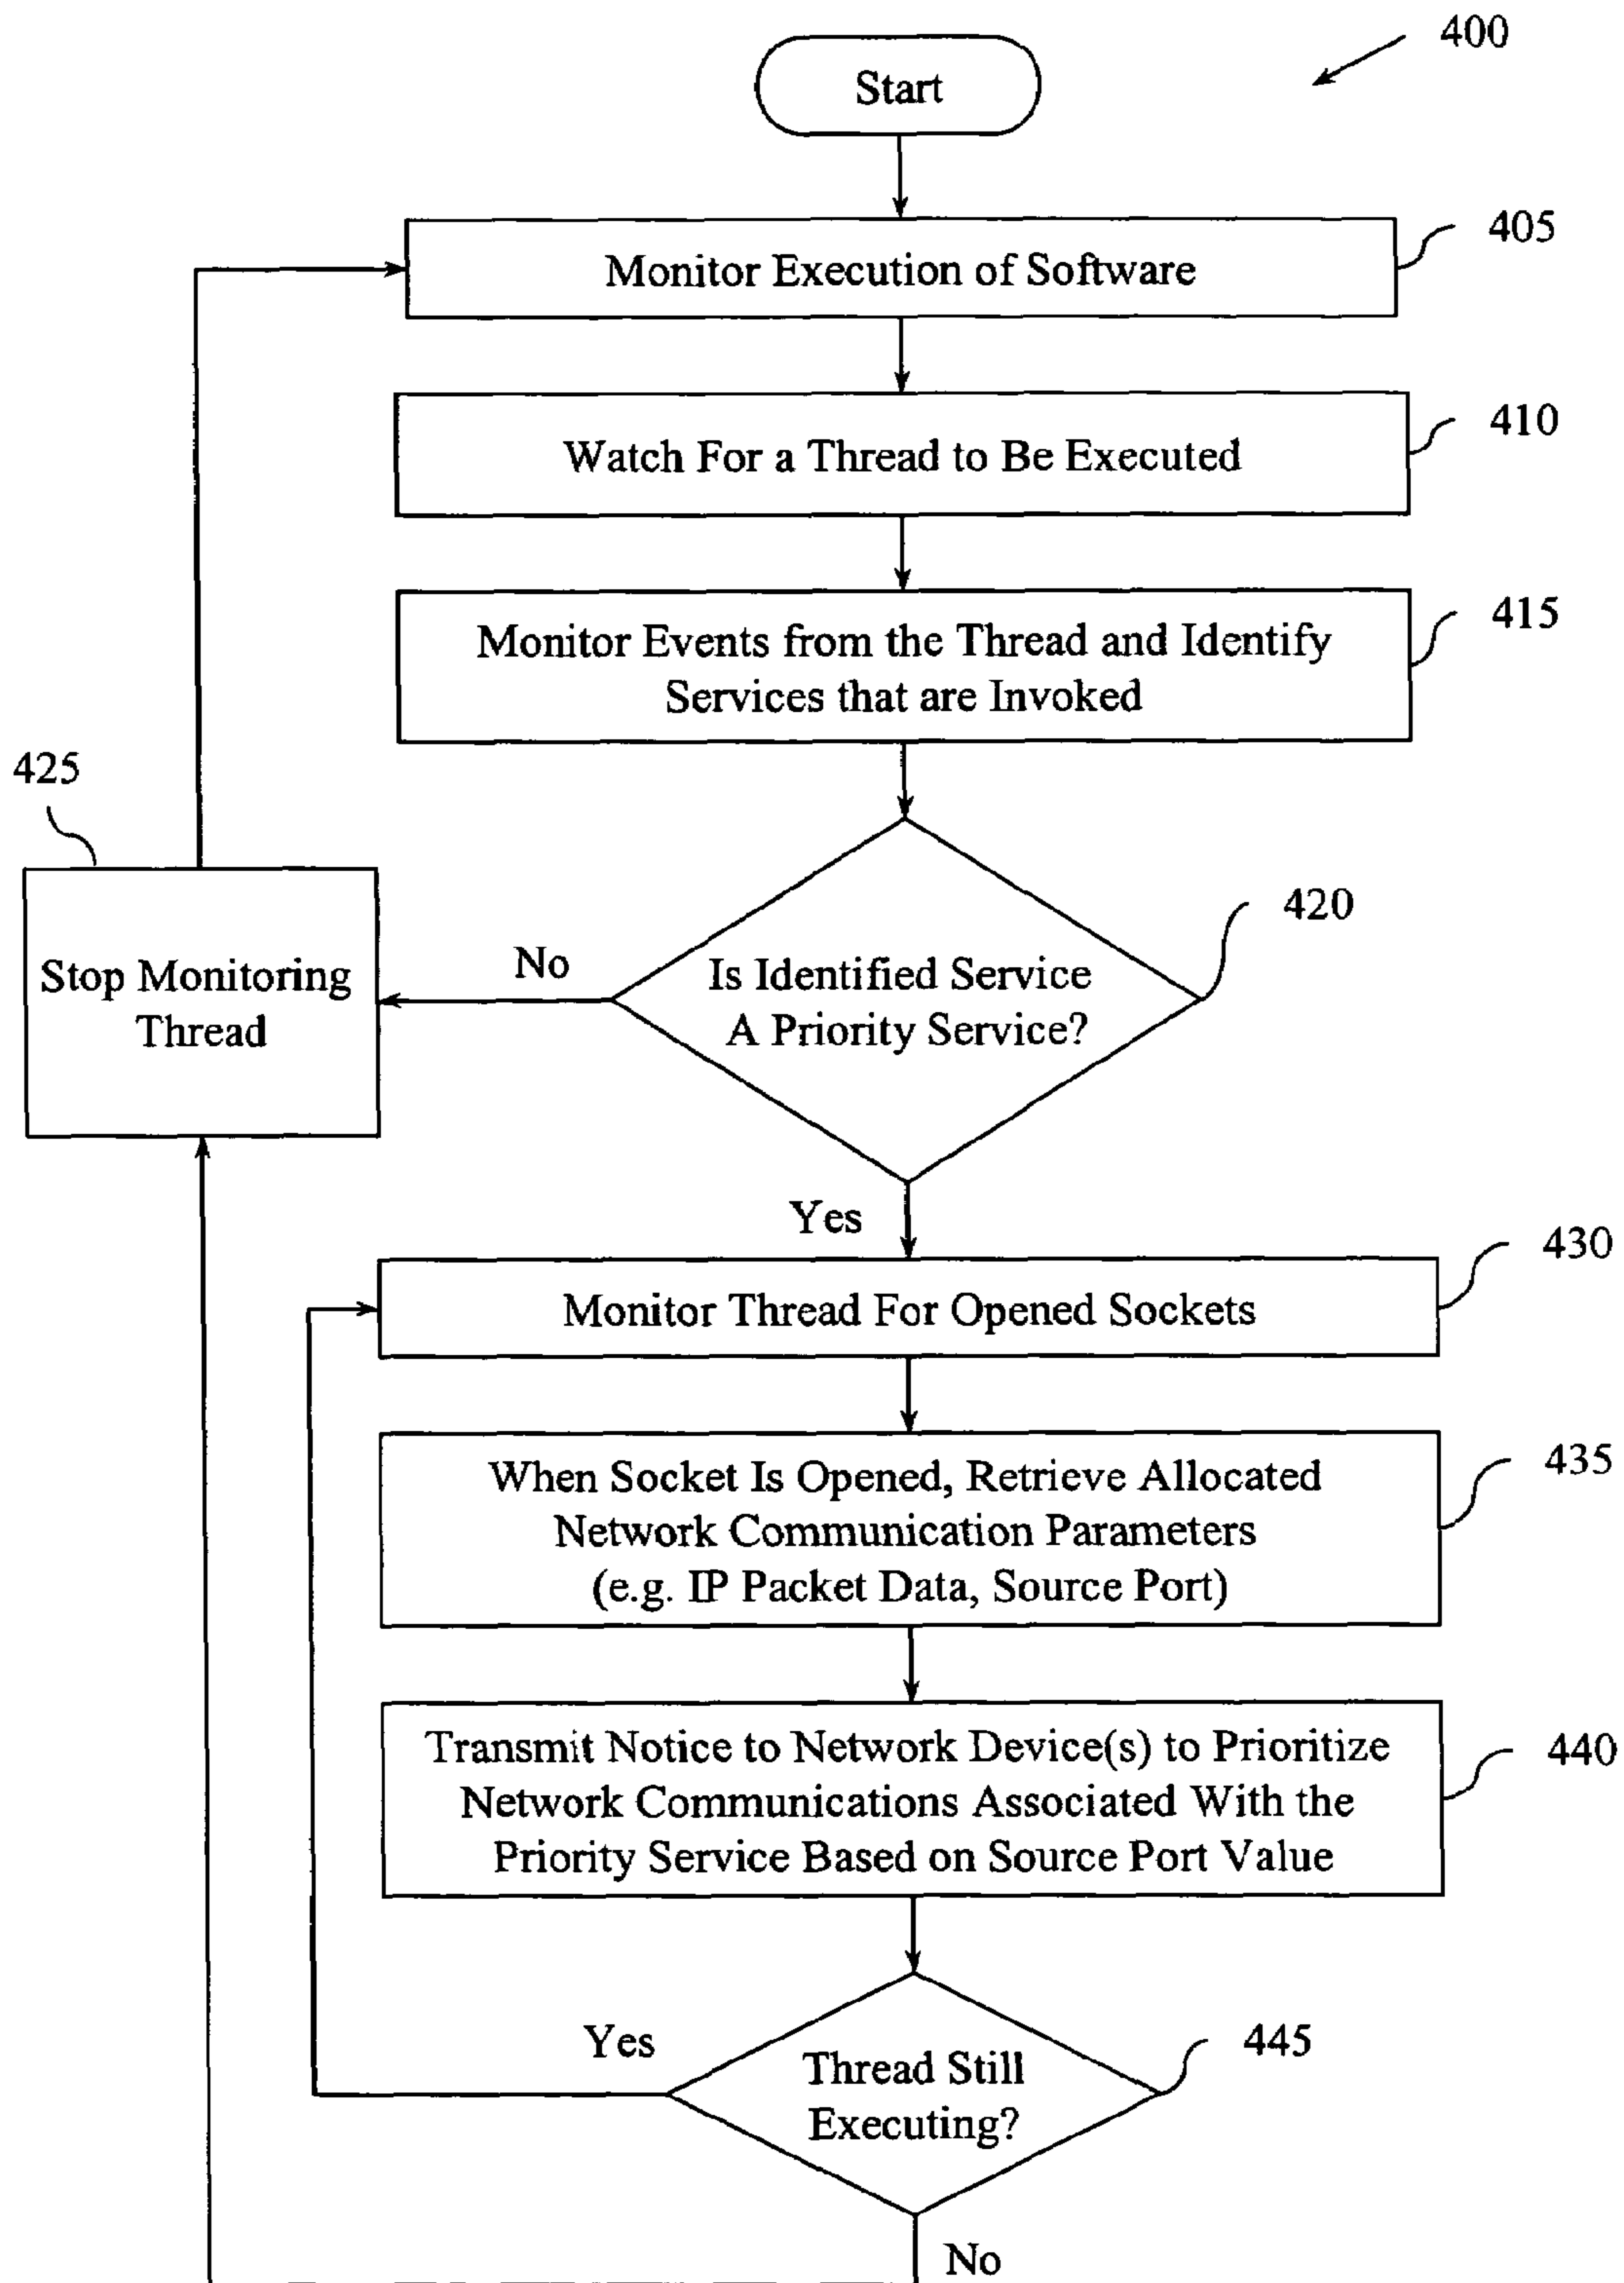 400
Start
405
Monitor Execution of Software
410
Watch For a Thread to Be Executed
415
Monitor Events from the Thread and Identify
Services that are Invoked
425
420
Stop Monitoring
Thread
No
Is Identified Service
A Priority Service?
Yes
430
Monitor Thread For Opened Sockets
435
When Socket Is Opened, Retrieve Allocated
Network Communication Parameters
(e.g. IP Packet Data, Source Port)
440
Transmit Notice to Network Device(s) to Prioritize
Network Communications Associated With the
Priority Service Based on Source Port Value
Yes
445
Thread Still
Executing?
No